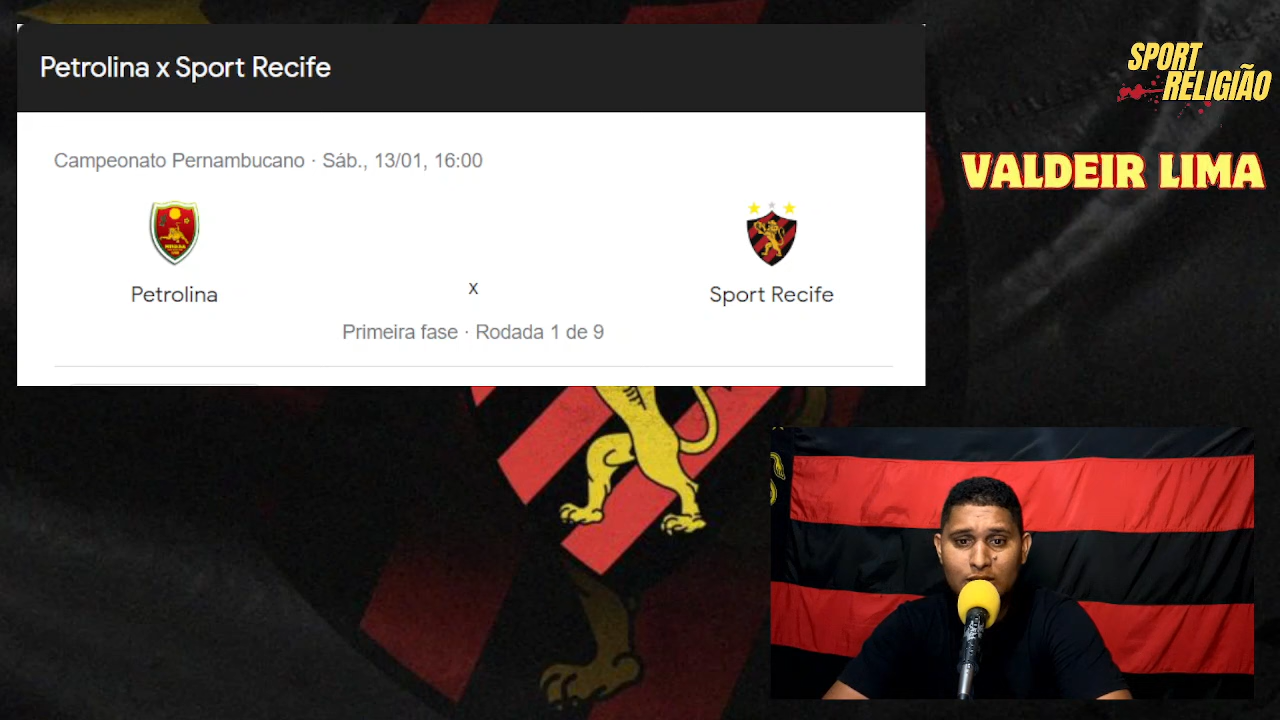 Petrolina x Sport Recife
Campeonato Pernambucano · Sáb., 13/01, 16:00
Petrolina
x
Sport Recife
Primeira fase · Rodada 1 de 9
SPORT
RELIGIÃO
VALDEIR LIMA